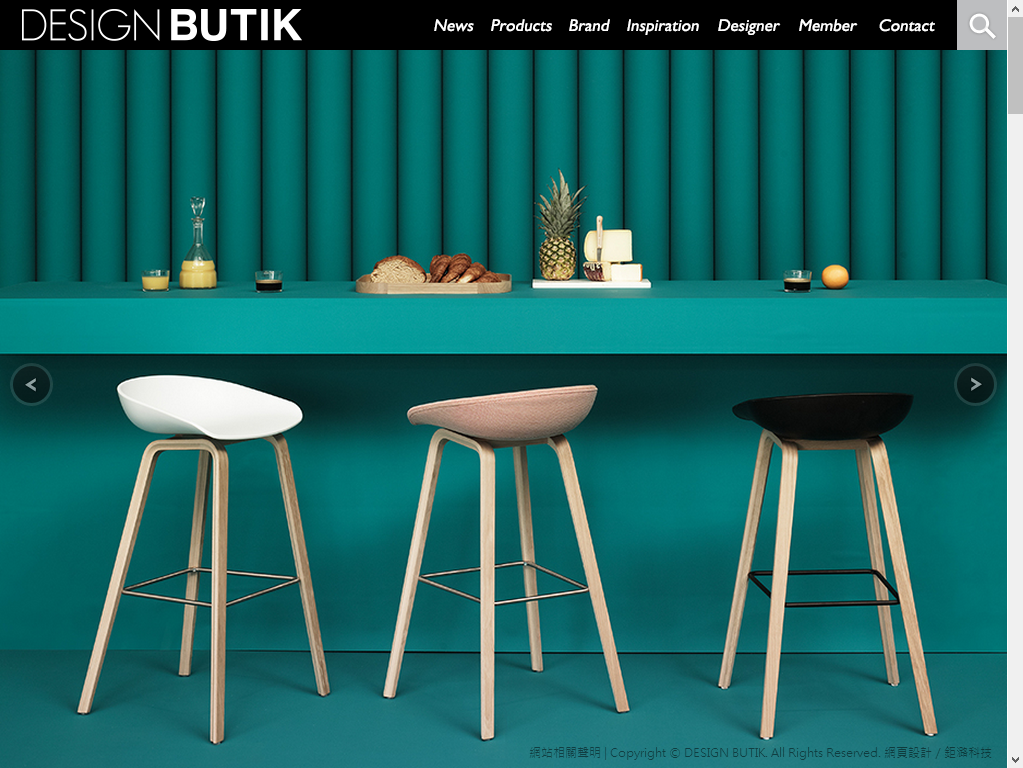 DESIGN BUTIK
News Products Brand Inspiration Designer Member Contact
網站相關聲明 | Copyright © DESIGN BUTIK. All Rights Reserved. 網頁設計 / 鉅潞科技